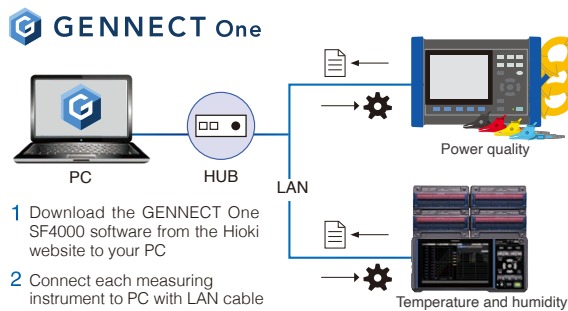 GENNECT One
PC
HUB
LAN
Power quality
Temperature and humidity
1 Download the GENNECT One
SF4000 software from the Hioki
website to your PC
2 Connect each measuring
instrument to PC with LAN cable